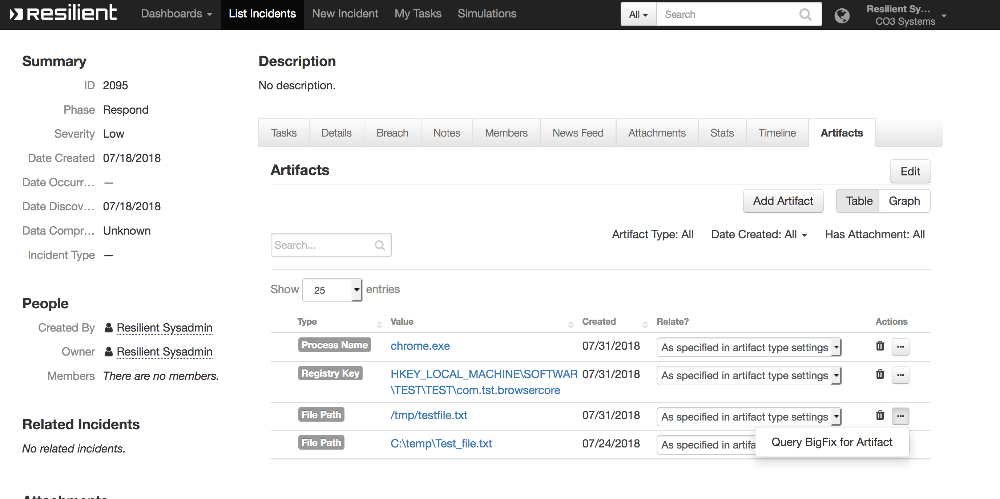 resilient
Dashboards
List Incidents
New Incident
My Tasks
Simulations
All
Search
Resilient Sy...
CO3 Systems
Summary
ID 2095
Phase Respond
Severity Low
Date Created 07/18/2018
Date Occurr... —
Date Discov... 07/18/2018
Data Compr... Unknown
Incident Type —
People
Created By Resilient Sysadmin
Owner Resilient Sysadmin
Members There are no members.
Related Incidents
No related incidents.
Attachments
Description
No description.
Tasks
Details
Breach
Notes
Members
News Feed
Attachments
Stats
Timeline
Artifacts
Artifacts
Edit
Add Artifact
Table
Graph
Artifact Type: All
Date Created: All
Has Attachment: All
Search...
Show 25 entries
Type Value Created Relate? Actions
Process Name chrome.exe 07/31/2018 As specified in artifact type settings ...
Registry Key HKEY_LOCAL_MACHINE\SOFTWAR 07/31/2018 As specified in artifact type settings ...
\TEST\TEST\com.tst.browsercore
File Path /tmp/testfile.txt 07/31/2018 As specified in artifact type settings ...
File Path C:\temp\Test_file.txt 07/24/2018 As specified in artifa
Query BigFix for Artifact